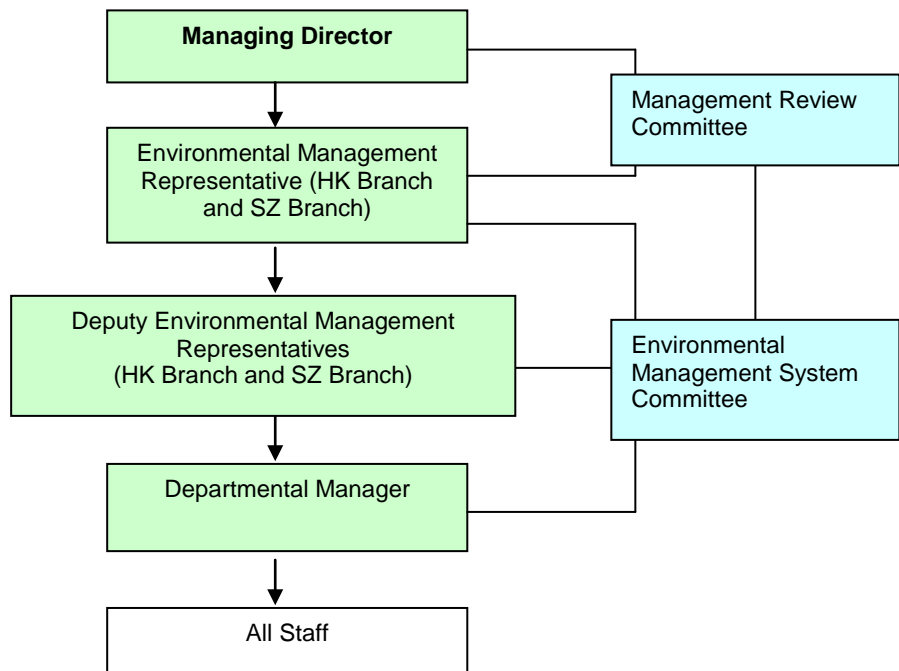 Managing Director
Management Review
Committee
Environmental Management
Representative (HK Branch
and SZ Branch)
Deputy Environmental Management
Representatives
(HK Branch and SZ Branch)
Environmental
Management System
Committee
Departmental Manager
All Staff